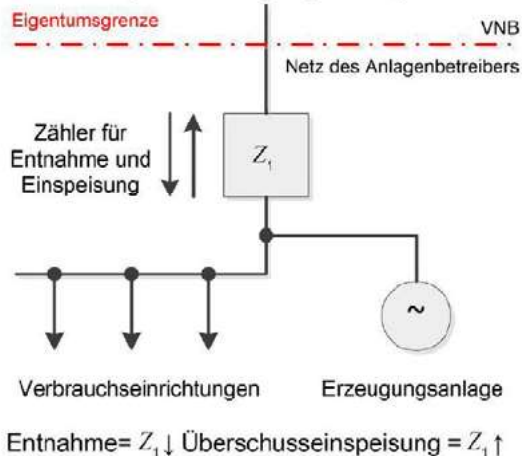 Eigentumsgrenze
VNB
Netz des Anlagenbetreibers
Zähler für
Entnahme und
Einspeisung
Z₁
~
Verbrauchseinrichtungen Erzeugungsanlage
Entnahme= Z₁↓ Überschusseinspeisung = Z₁↑